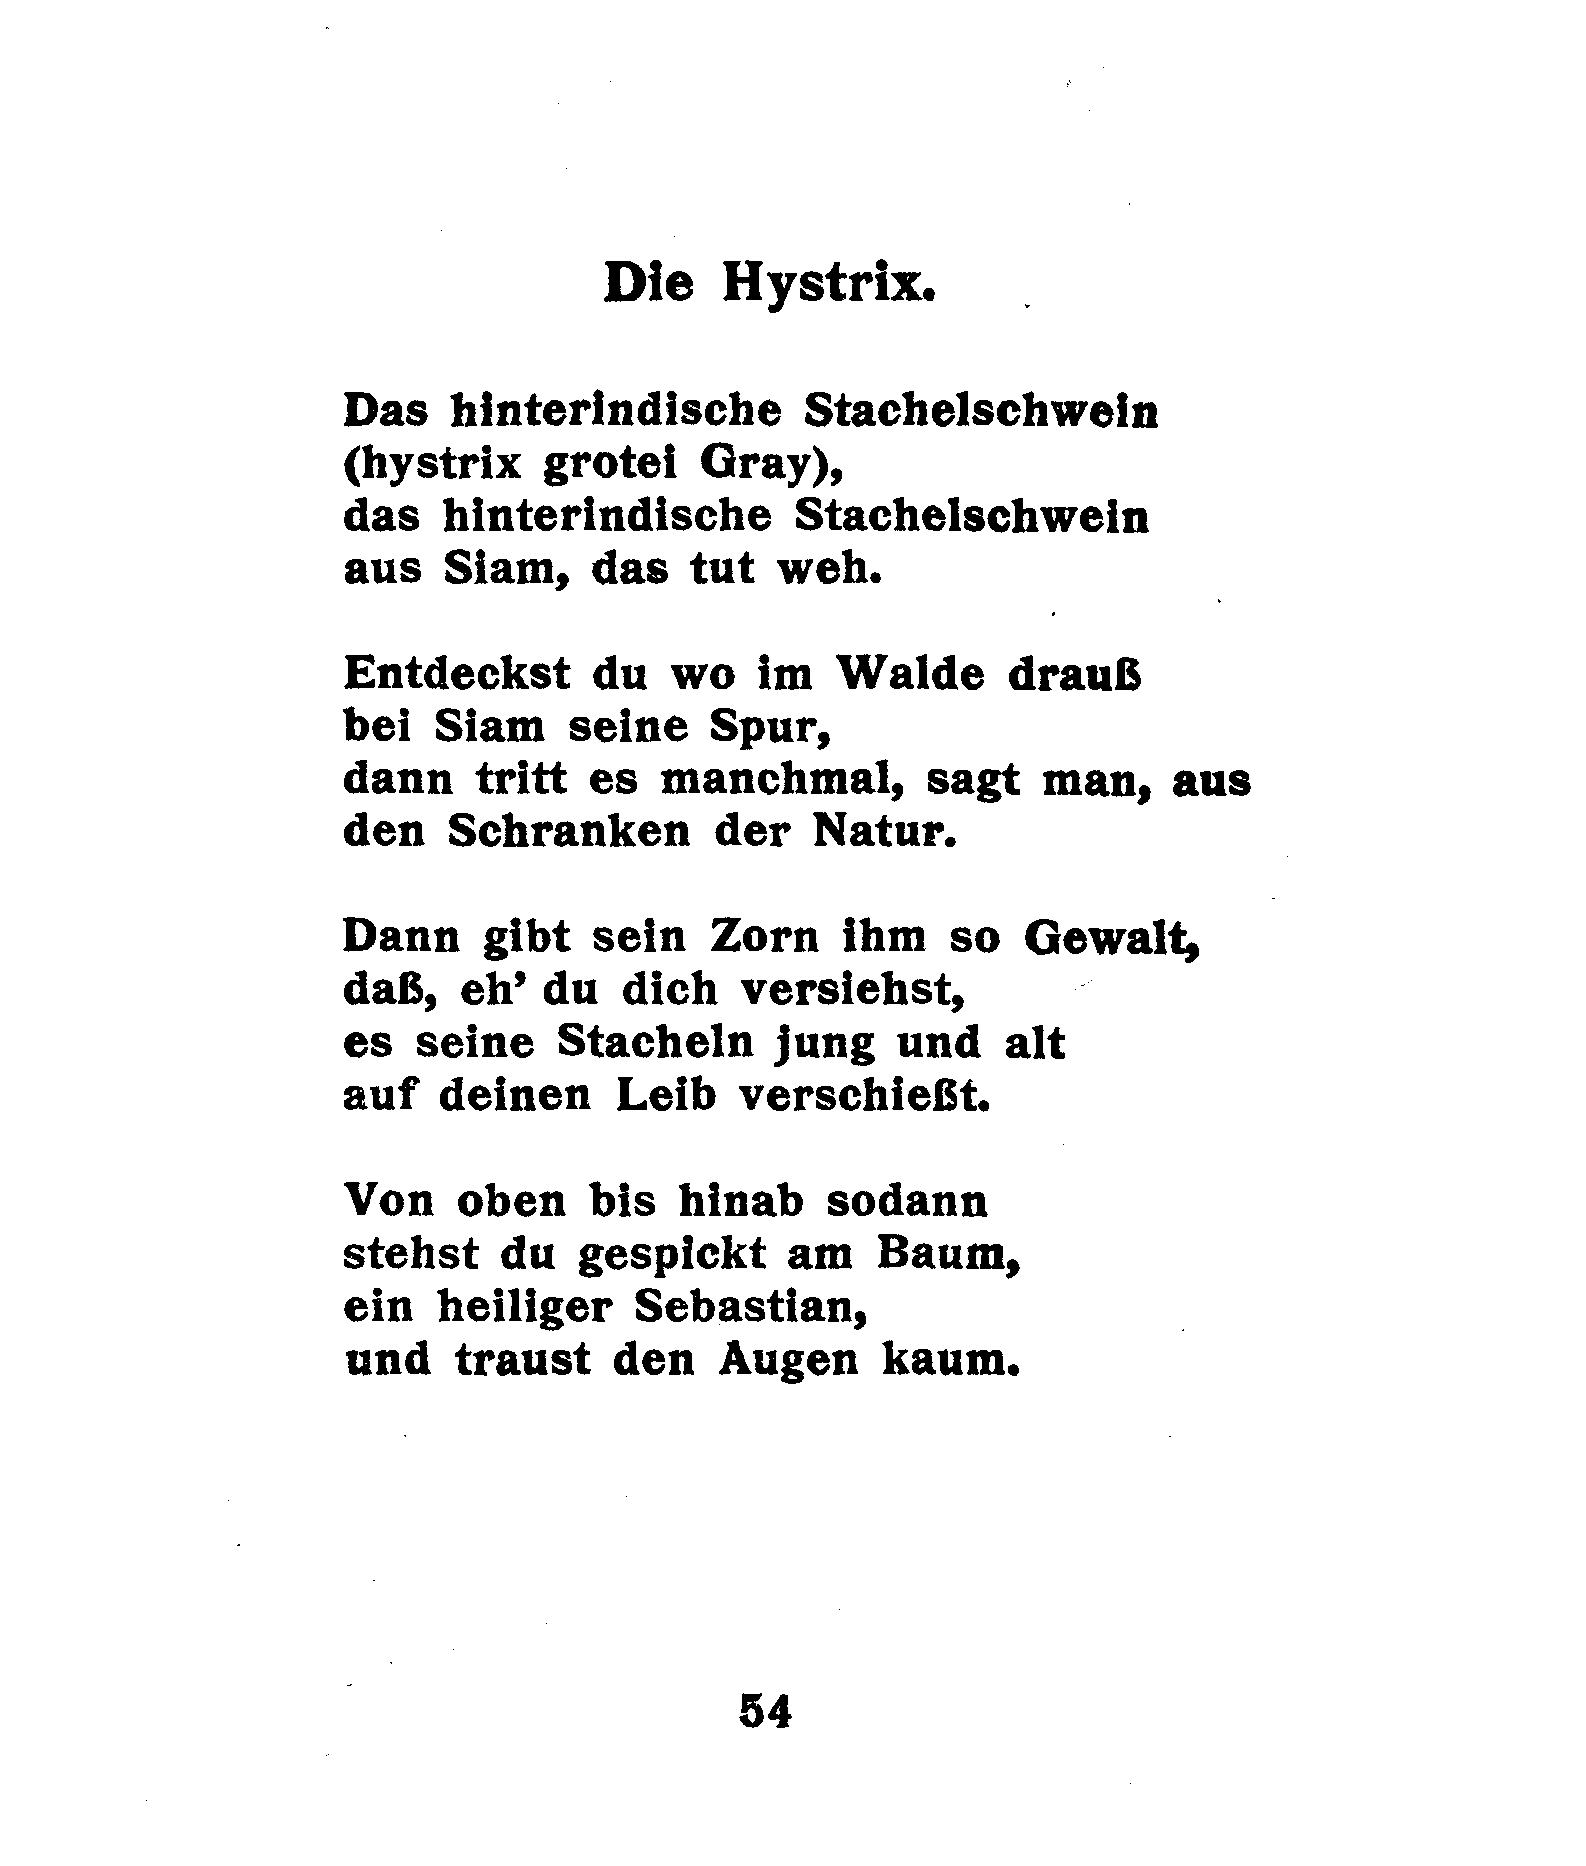 Die Hystrix.
Das hinterindische Stachelschwein
(hystrix grotei Gray),
das hinterindische Stachelschwein
aus Siam, das tut weh.
Entdeckst du wo im Walde drauß
bei Siam seine Spur,
dann tritt es manchmal, sagt man, aus
den Schranken der Natur.
Dann gibt sein Zorn ihm so Gewalt,
daß, eh’ du dich versiehst,
es seine Stacheln jung und alt
auf deinen Leib verschießt.
Von oben bis hinab sodann
stehst du gespickt am Baum,
ein heiliger Sebastian,
und traust den Augen kaum.
54